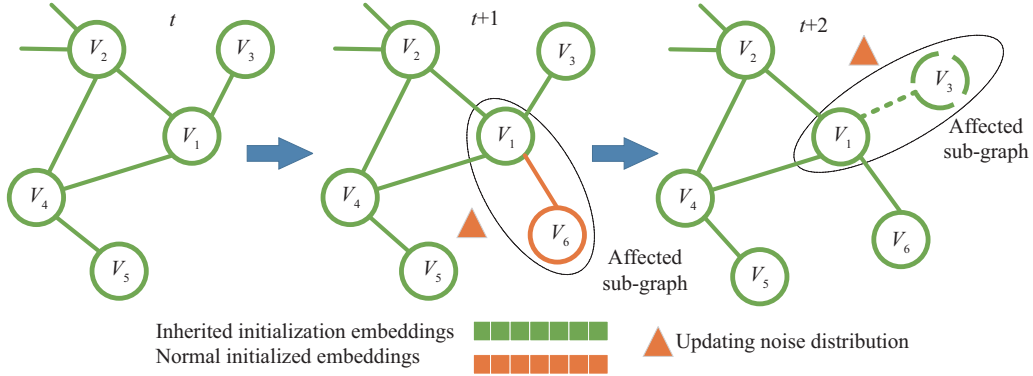 t
V2
V3
V1
V4
V5
t+1
V2
V3
V1
V4
V6
V5
Affected
sub-graph
t+2
V2
V3
V1
Affected
sub-graph
V4
V6
V5
Inherited initialization embeddings
Normal initialized embeddings
Updating noise distribution